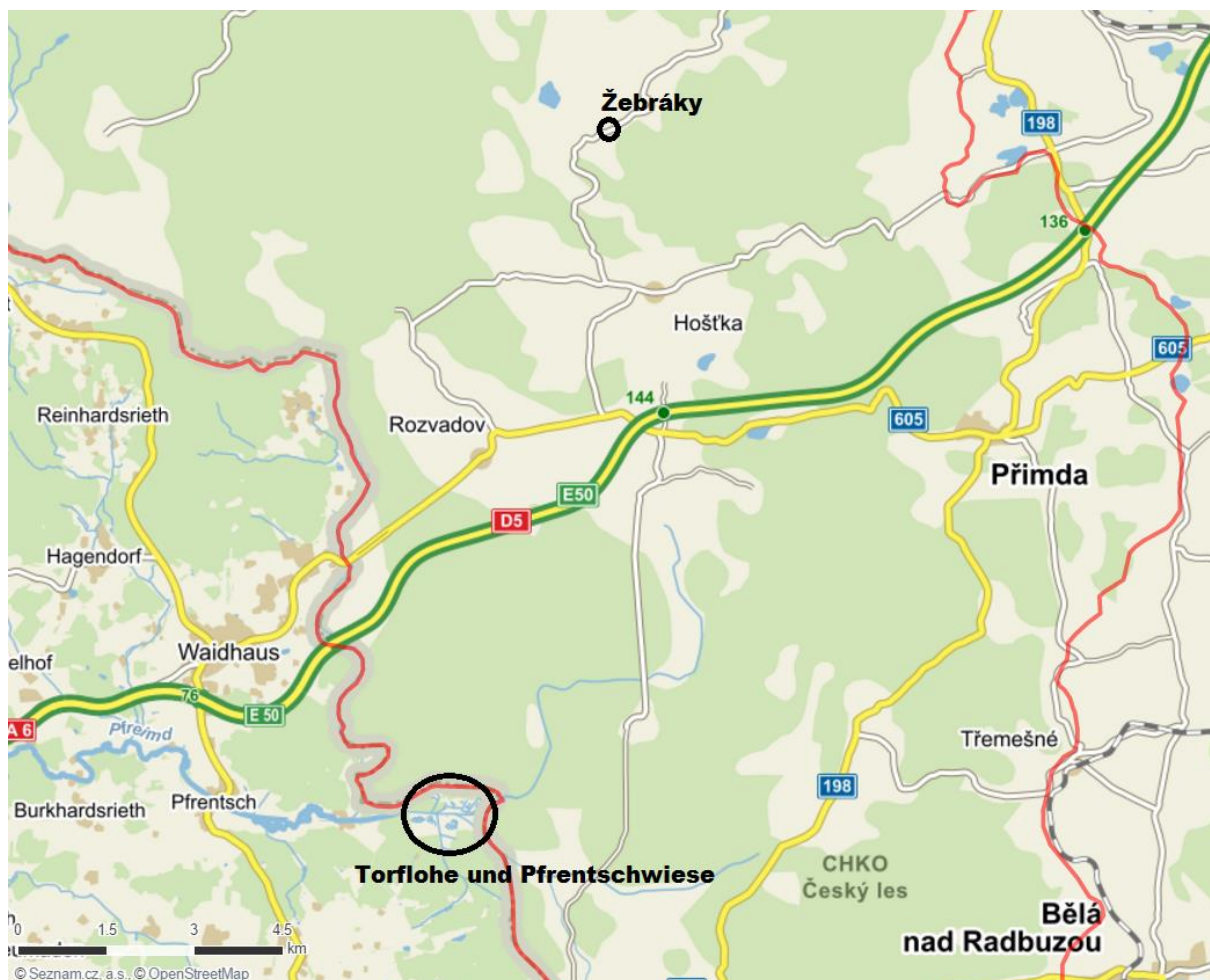 Žebráky
198
136
Hošťka
605
144
Reinhardsrieth
Rozvadov
605
Přimda
E50
D5
Hagendorf
Waidhaus
elhof
76
E 50
A 6
Pfreimd
Třemešné
198
Pfrentsch
Burkhardsrieth
Torflohe und Pfrentschwiese
CHKO
Český les
Bělá
nad Radbuzou
0 1.5 3 4.5
km
© Seznam.cz, a.s., © OpenStreetMap